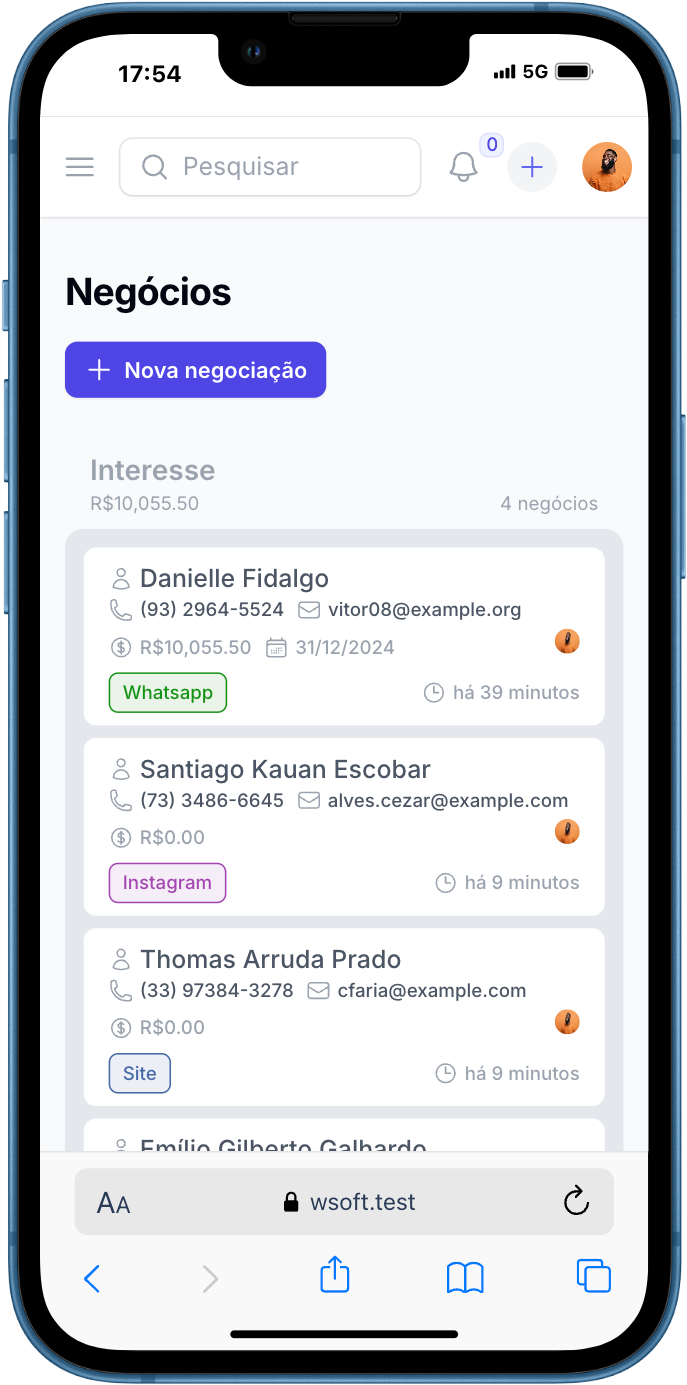 17:54 5G
Pesquisar 0
Negócios
Nova negociação
Interesse
R$10,055.50 4 negócios
Danielle Fidalgo
(93) 2964-5524 vitor08@example.org
R$10,055.50 31/12/2024
Whatsapp há 39 minutos
Santiago Kauan Escobar
(73) 3486-6645 alves.cezar@example.com
R$0.00
Instagram há 9 minutos
Thomas Arruda Prado
(33) 97384-3278 cfaria@example.com
R$0.00
Site há 9 minutos
Emílio Gilberto Galhardo
AA wsoft.test